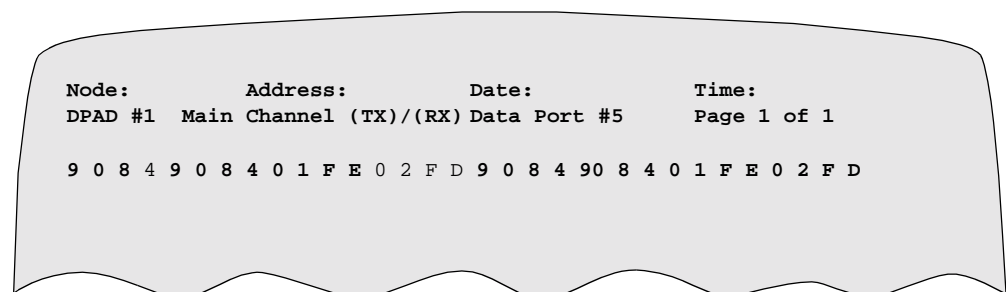 Node: Address: Date: Time:
DPAD #1 Main Channel (TX)/(RX) Data Port #5 Page 1 of 1
9 0 8 4 9 0 8 4 0 1 F E 0 2 F D 9 0 8 4 90 8 4 0 1 F E 0 2 F D